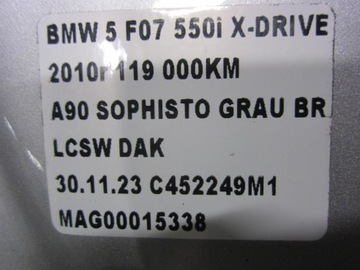 BMW 5 F07 550i X-DRIVE
2010R 119 000KM
A90 SOPHISTO GRAU BR
LCSW DAK
30.11.23 C452249M1
MAG00015338